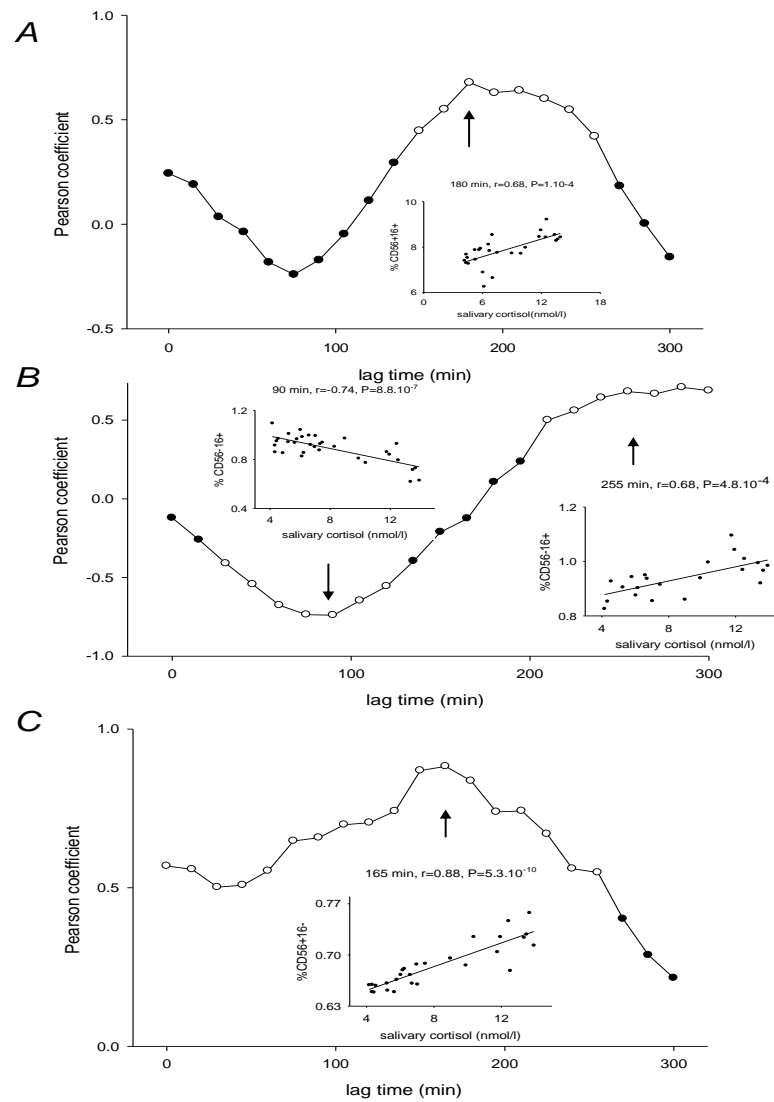 A
1.0
0.5
0.0
-0.5
Pearson coefficient
180 min, r=0.68, P=1.10-4
10
8
6
% CD56+16+
0 6 12 18
salivary cortisol(nmol/l)
0 100 200 300
lag time (min)
B
90 min, r=-0.74, P=8.8.10-7
0.5
0.0
-0.5
-1.0
Pearson coefficient
1.2
0.8
0.4
% CD56-16+
4 8 12
salivary cortisol (nmol/l)
255 min, r=0.68, P=4.8.10-4
1.2
1.0
0.8
%CD56-16+
4 8 12
salivary cortisol (nmol/l)
0 100 200 300
lag time (min)
C
1.0
0.5
0.0
Pearson coefficient
165 min, r=0.88, P=5.3.10-10
0.77
0.70
0.63
%CD56+16-
4 8 12
salivary cortisol (nmol/l)
0 100 200 300
lag time (min)